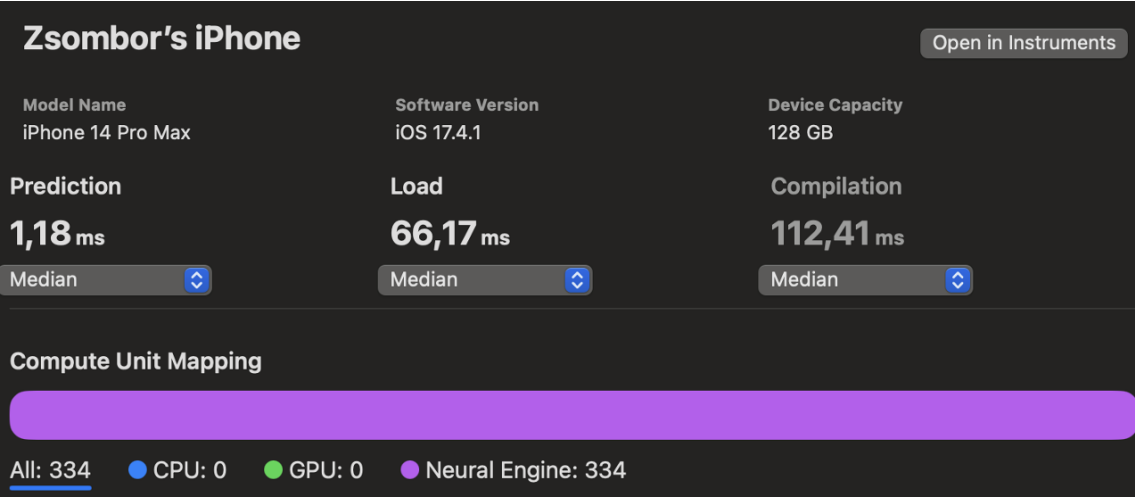 Zsombor's iPhone
Open in Instruments
Model Name
Software Version
Device Capacity
iPhone 14 Pro Max
iOS 17.4.1
128 GB
Prediction
Load
Compilation
1,18 ms
66,17 ms
112,41 ms
Median
Median
Median
Compute Unit Mapping
All: 334
CPU: 0
GPU: 0
Neural Engine: 334